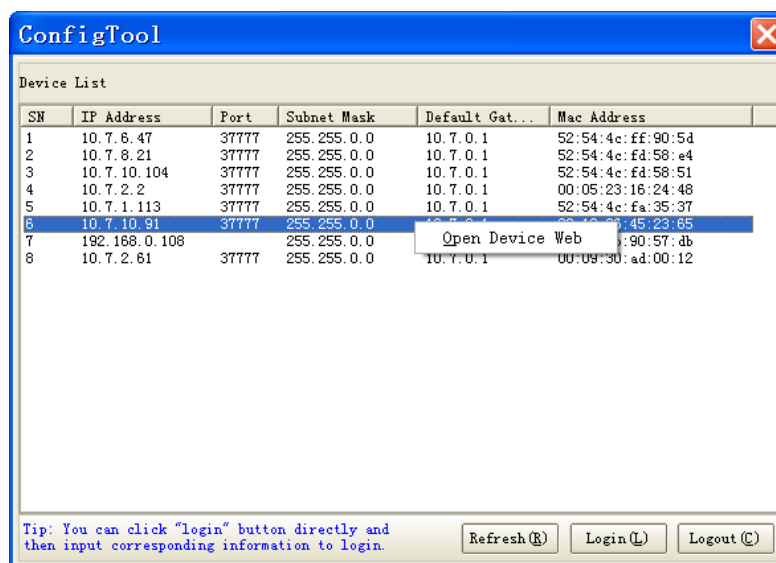 ConfigTool
Device List
SN IP Address Port Subnet Mask Default Gat... Mac Address
1 10.7.6.47 37777 255.255.0.0 10.7.0.1 52:54:4c:ff:90:5d
2 10.7.8.21 37777 255.255.0.0 10.7.0.1 52:54:4c:fd:58:e4
3 10.7.10.104 37777 255.255.0.0 10.7.0.1 52:54:4c:fd:58:51
4 10.7.2.2 37777 255.255.0.0 10.7.0.1 00:05:23:16:24:48
5 10.7.1.113 37777 255.255.0.0 10.7.0.1 52:54:4c:fa:35:37
6 10.7.10.91 37777 255.255.0.0 :45:23:65
Open Device Web
7 192.168.0.108 255.255.0.0 :90:57:db
8 10.7.2.61 37777 255.255.0.0 10.7.0.1 00:09:30:ad:00:12
Tip: You can click "login" button directly and
then input corresponding information to login.
Refresh(R) Login(L) Logout(C)